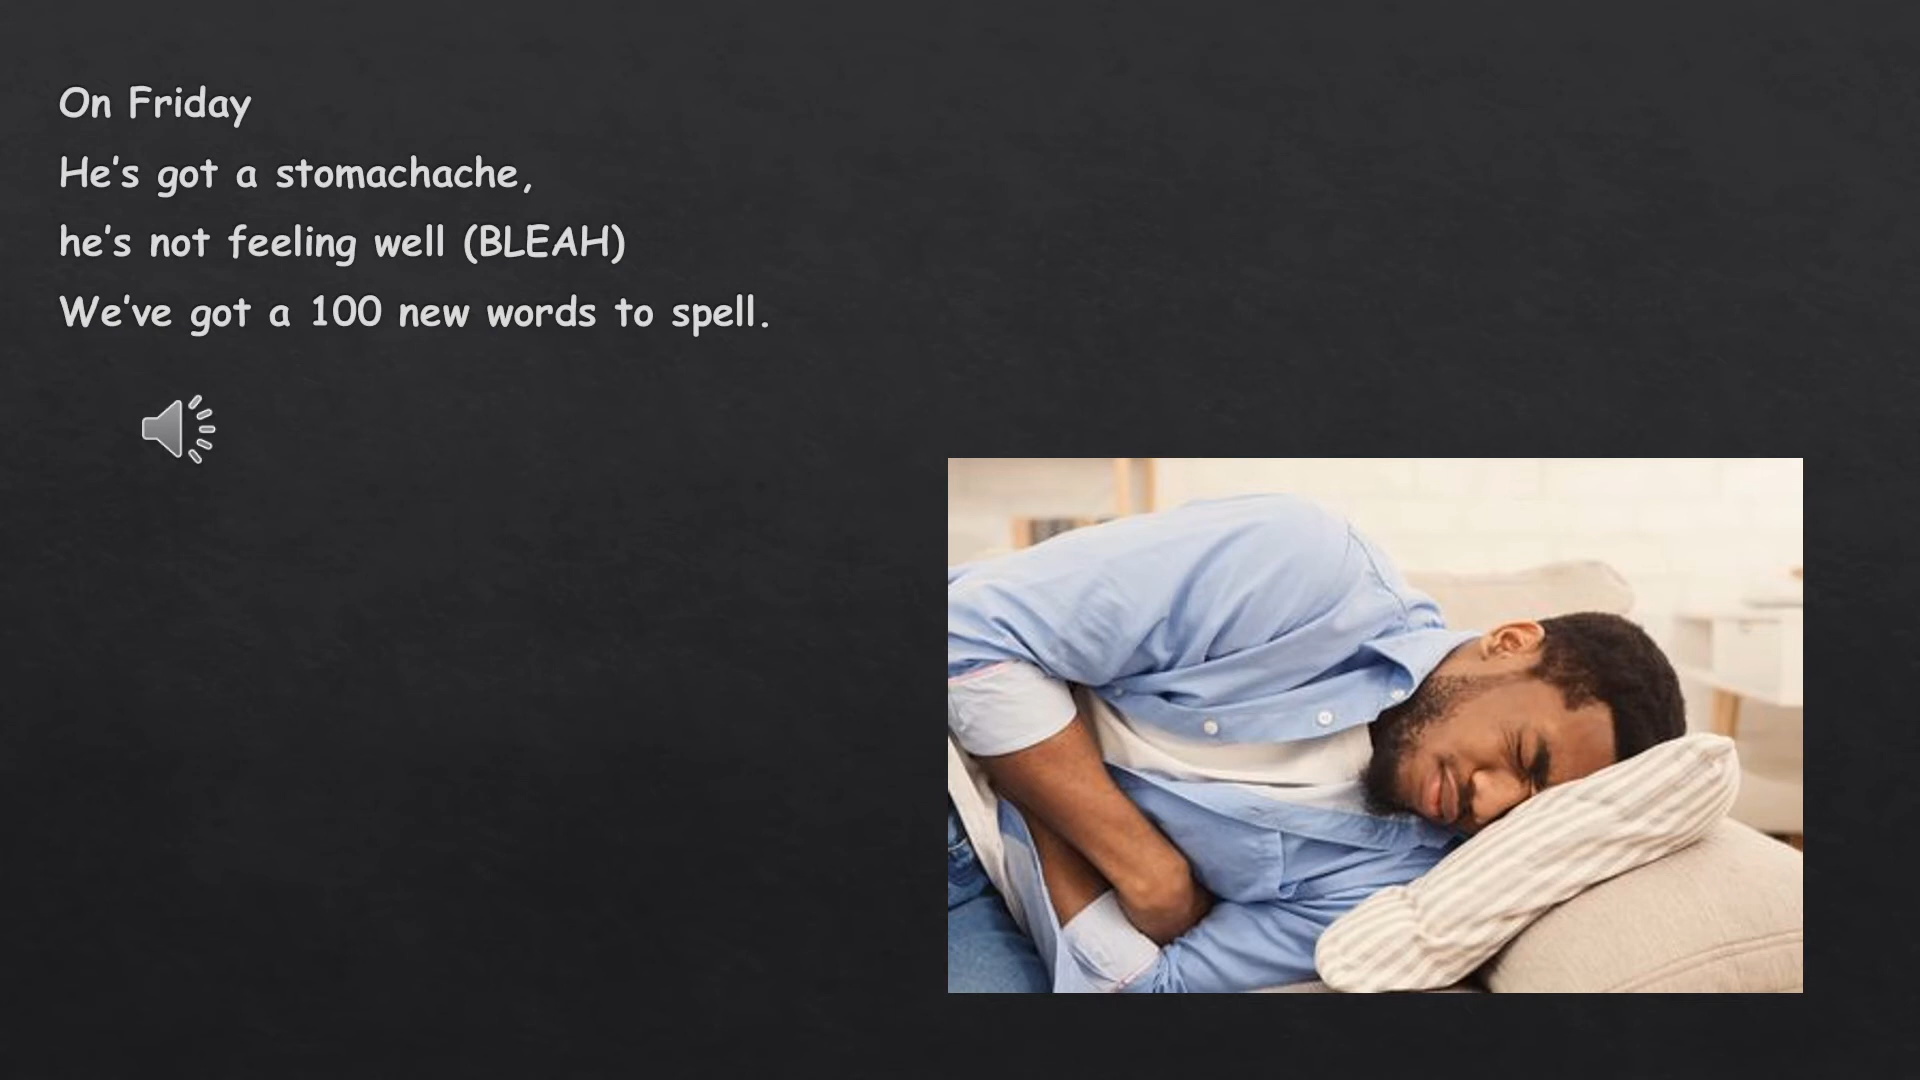 On Friday
He's got a stomachache,
he's not feeling well (BLEAH)
We've got a 100 new words to spell.